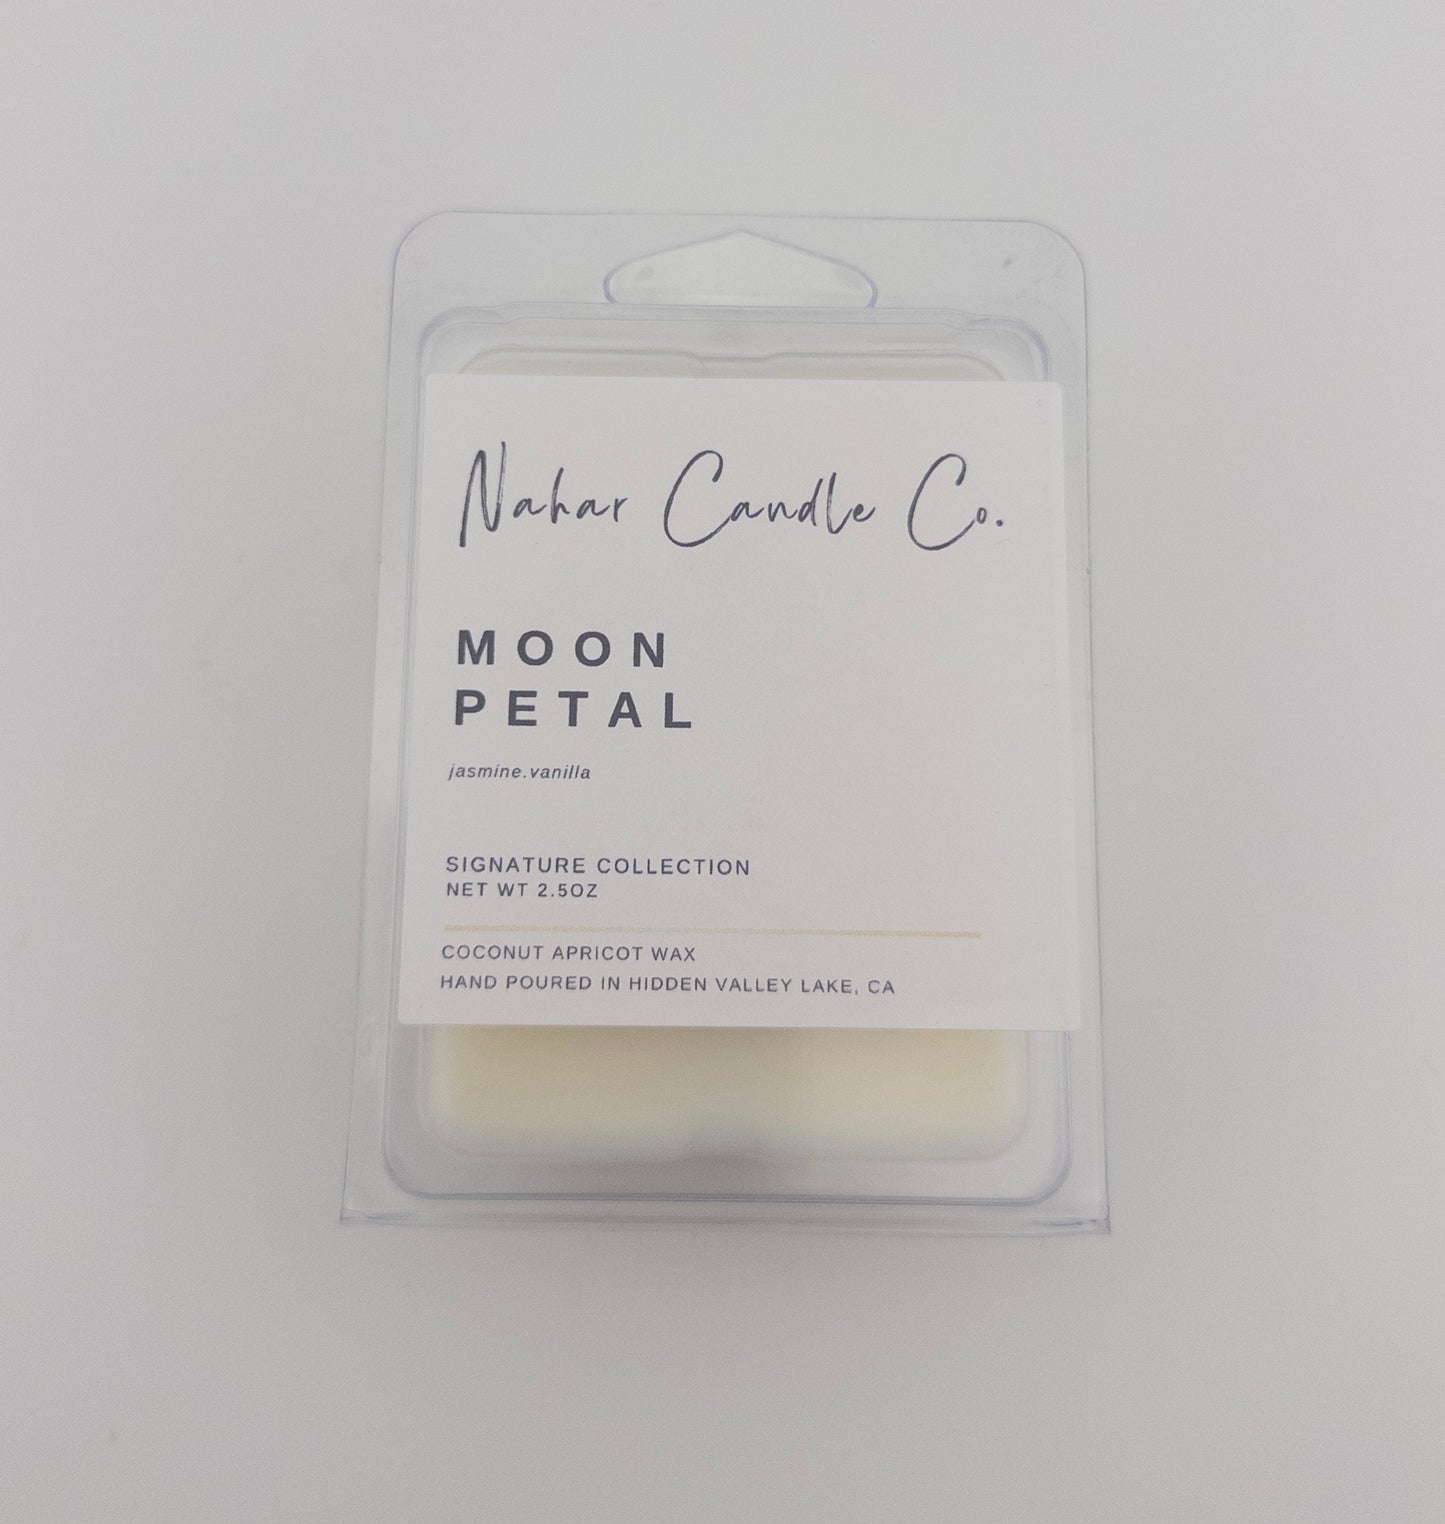 Nahar Candle Co.
MOON
PETAL
jasmine.vanilla
SIGNATURE COLLECTION
NET WT 2.5OZ
COCONUT APRICOT WAX
HAND POURED IN HIDDEN VALLEY LAKE, CA